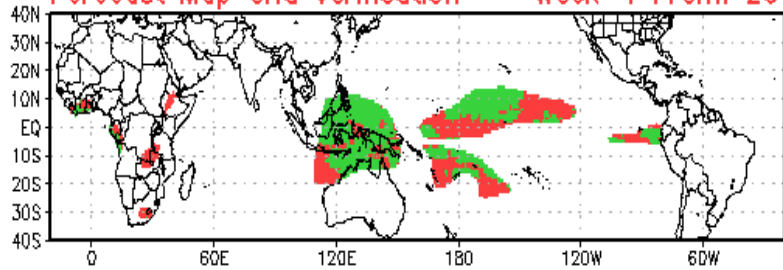 Forecast Map and Verification Week
40N
30N
20N
10N
EQ
10S
20S
30S
40S
0 60E 120E 180 120W 60W